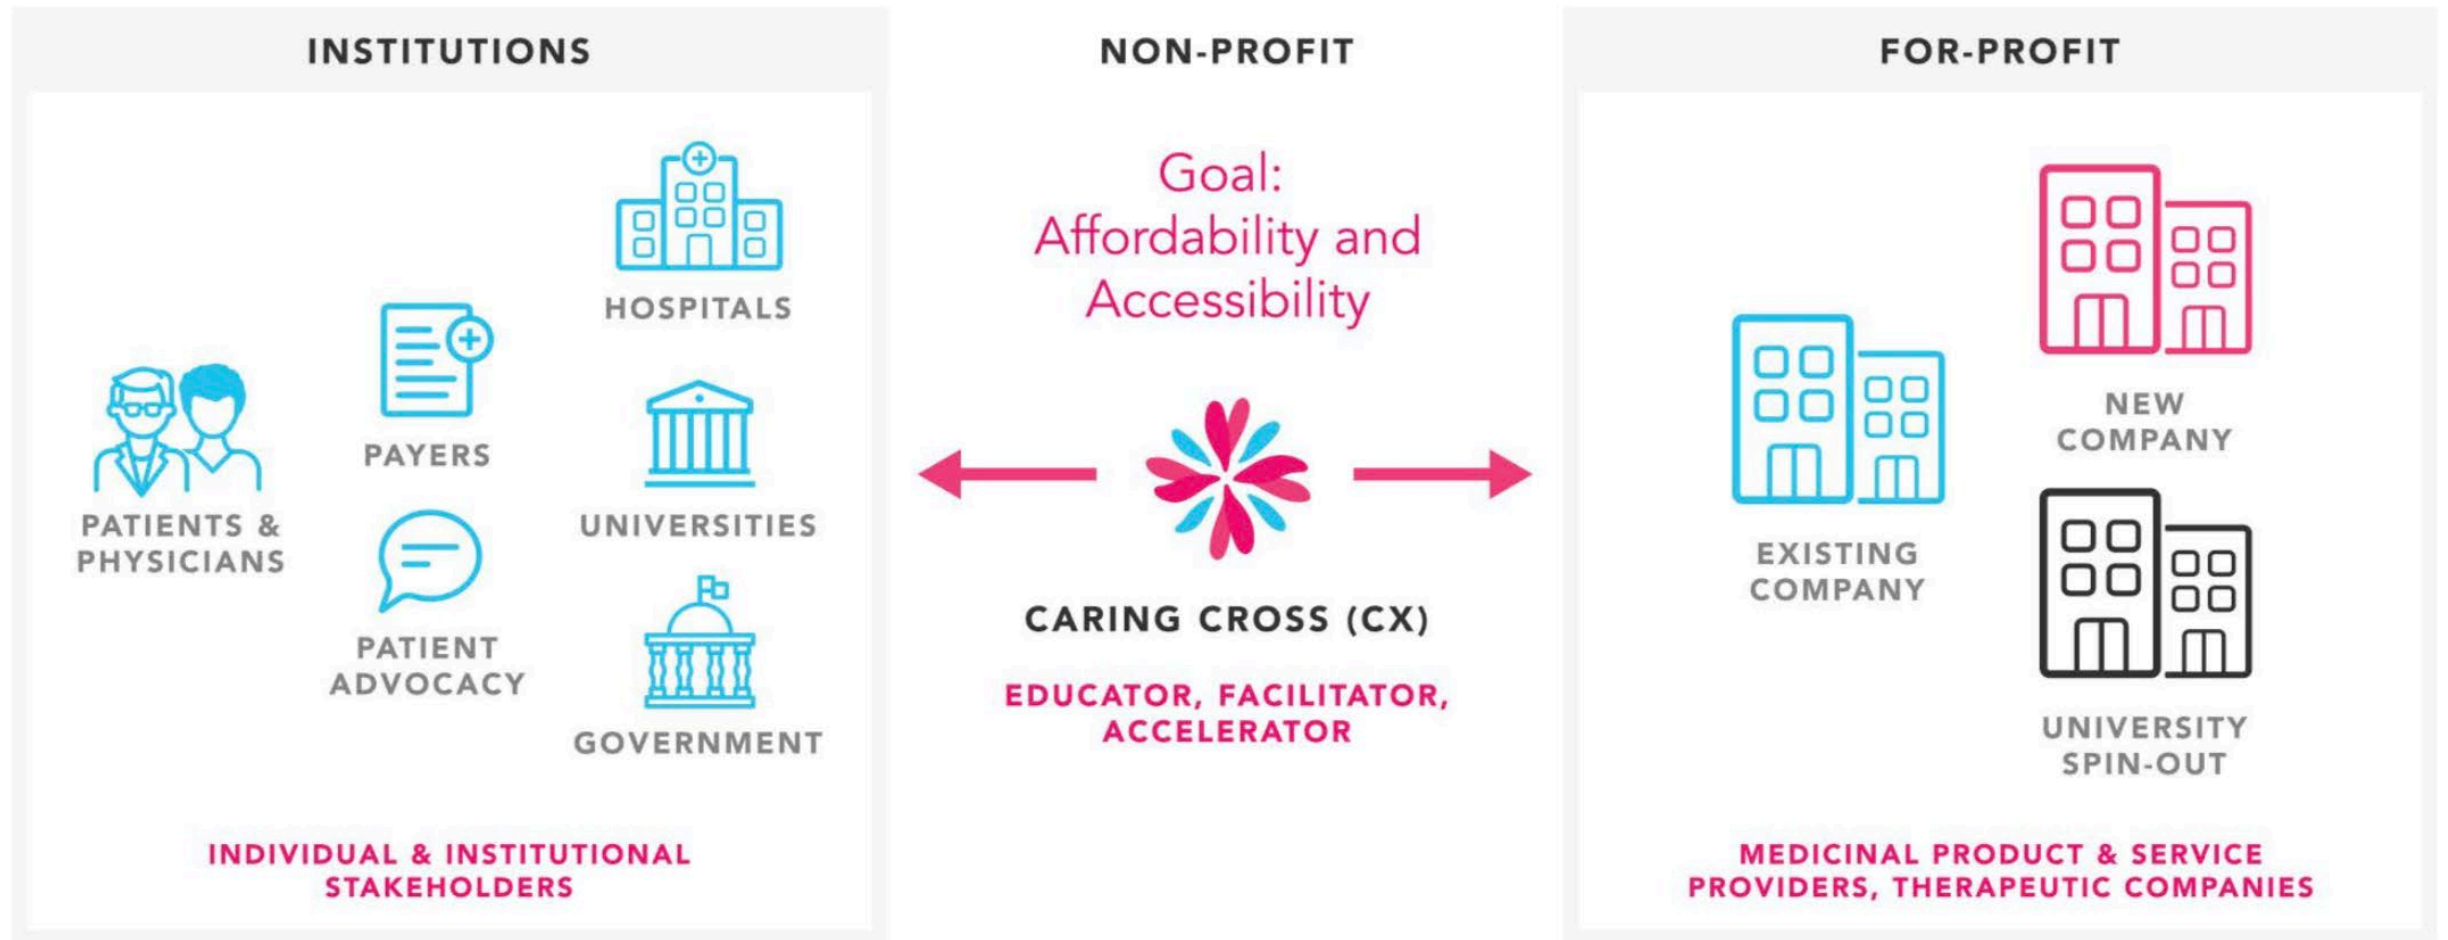 INSTITUTIONS
HOSPITALS
PAYERS
PATIENTS &
PHYSICIANS
UNIVERSITIES
PATIENT
ADVOCACY
GOVERNMENT
INDIVIDUAL & INSTITUTIONAL
STAKEHOLDERS
NON-PROFIT
Goal:
Affordability and
Accessibility
CARING CROSS (CX)
EDUCATOR, FACILITATOR,
ACCELERATOR
FOR-PROFIT
NEW
COMPANY
EXISTING
COMPANY
UNIVERSITY
SPIN-OUT
MEDICINAL PRODUCT & SERVICE
PROVIDERS, THERAPEUTIC COMPANIES